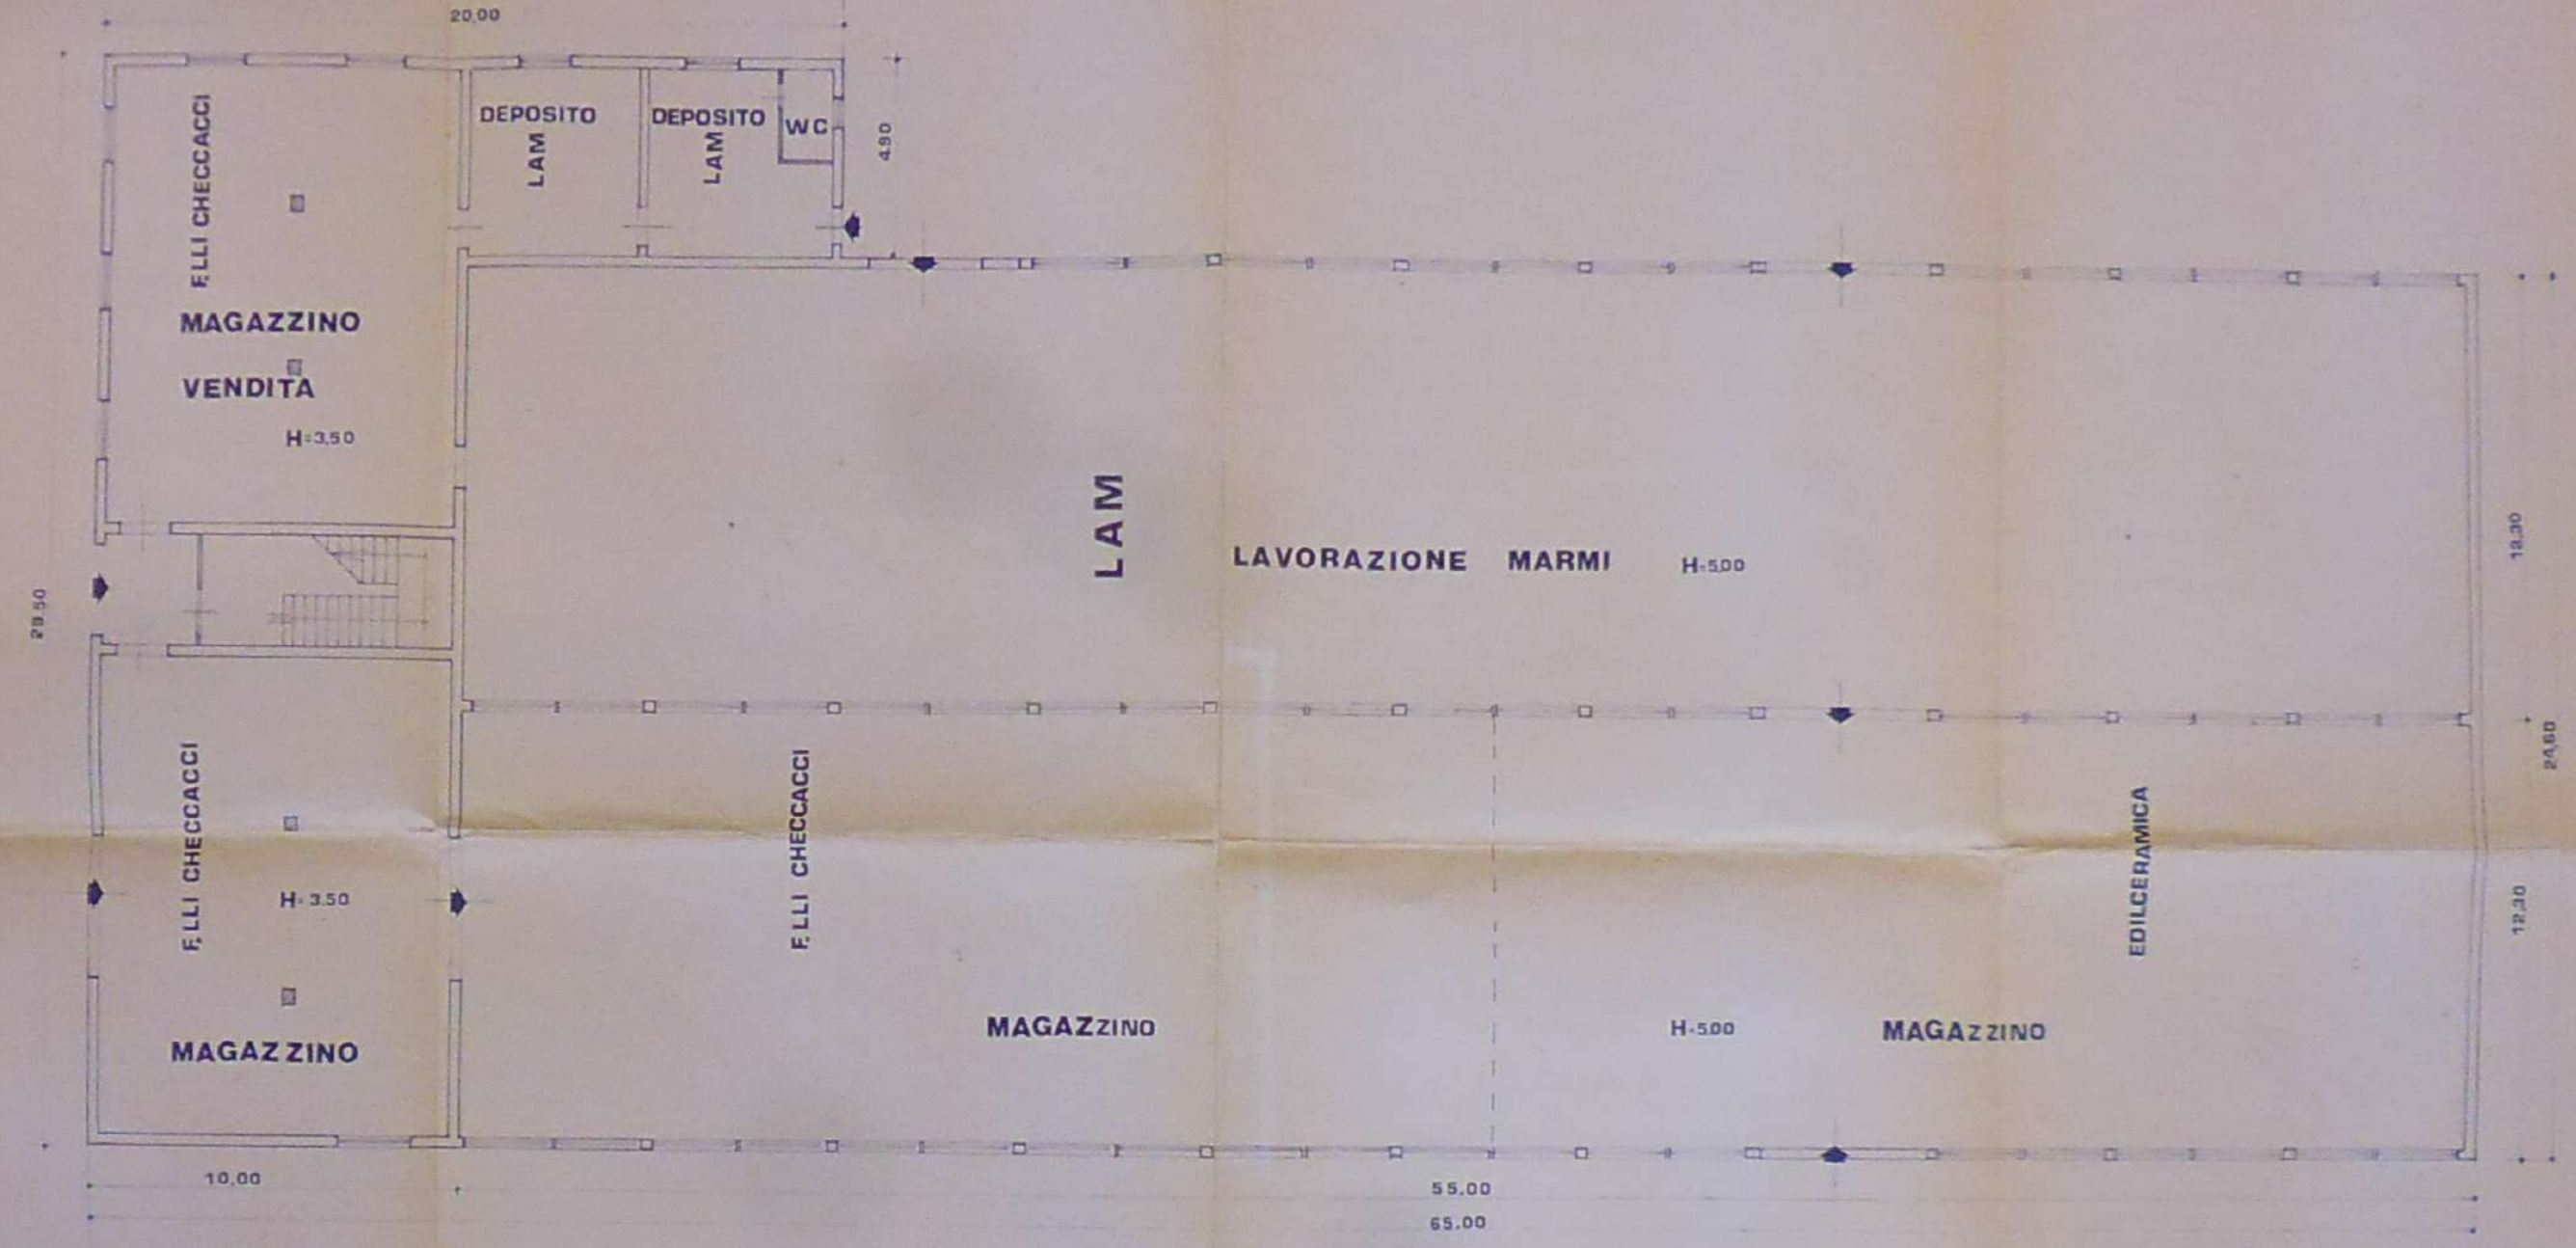 20,00
F.LLI CHECCACCI
MAGAZZINO
VENDITA
H=3,50
DEPOSITO
LAM
DEPOSITO
LAM
WC
4.90
LAM
LAVORAZIONE MARMI
H=5,00
12,30
29.50
F.LLI CHECCACCI
H=3.50
MAGAZZINO
F.LLI CHECCACCI
MAGAZZINO
H=5.00
MAGAZZINO
EDILCERAMICA
12,30
24,60
10,00
55.00
65.00